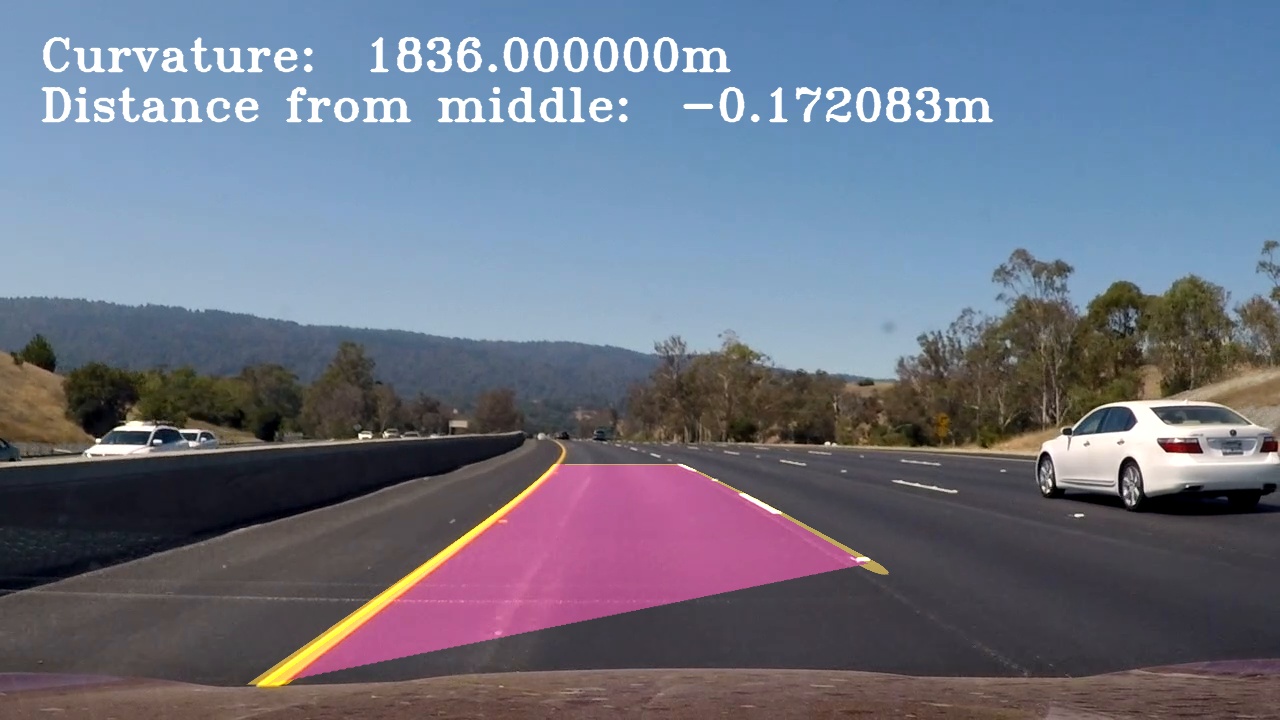 Curvature: 1836.000000m
Distance from middle: −0.172083m